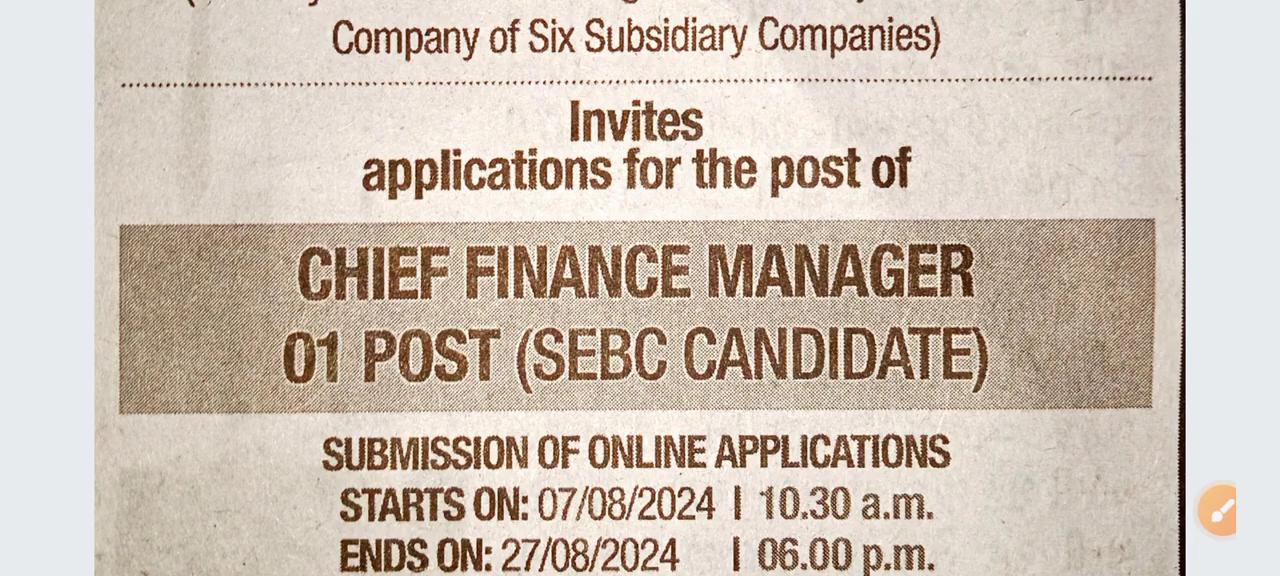 Company of Six Subsidiary Companies)
Invites
applications for the post of
CHIEF FINANCE MANAGER
01 POST (SEBC CANDIDATE)
SUBMISSION OF ONLINE APPLICATIONS
STARTS ON: 07/08/2024 | 10.30 a.m.
ENDS ON: 27/08/2024 | 06.00 p.m.